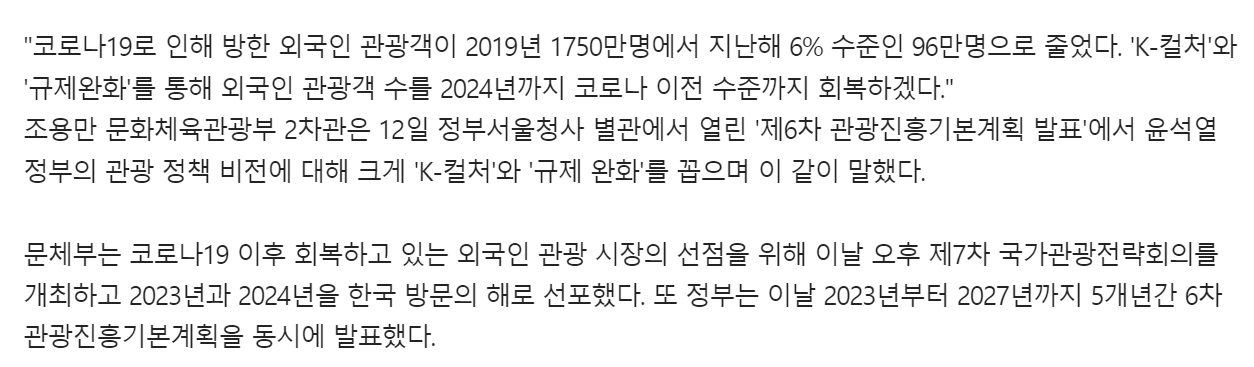 "코로나19로 인해 방한 외국인 관광객이 2019년 1750만명에서 지난해 6% 수준인 96만명으로 줄었다. 'K-컬처'와
'규제완화'를 통해 외국인 관광객 수를 2024년까지 코로나 이전 수준까지 회복하겠다."
조용만 문화체육관광부 2차관은 12일 정부서울청사 별관에서 열린 '제6차 관광진흥기본계획 발표'에서 윤석열
정부의 관광 정책 비전에 대해 크게 'K-컬처'와 '규제 완화'를 꼽으며 이 같이 말했다.
문체부는 코로나19 이후 회복하고 있는 외국인 관광 시장의 선점을 위해 이날 오후 제7차 국가관광전략회의를
개최하고 2023년과 2024년을 한국 방문의 해로 선포했다. 또 정부는 이날 2023년부터 2027년까지 5개년간 6차
관광진흥기본계획을 동시에 발표했다.